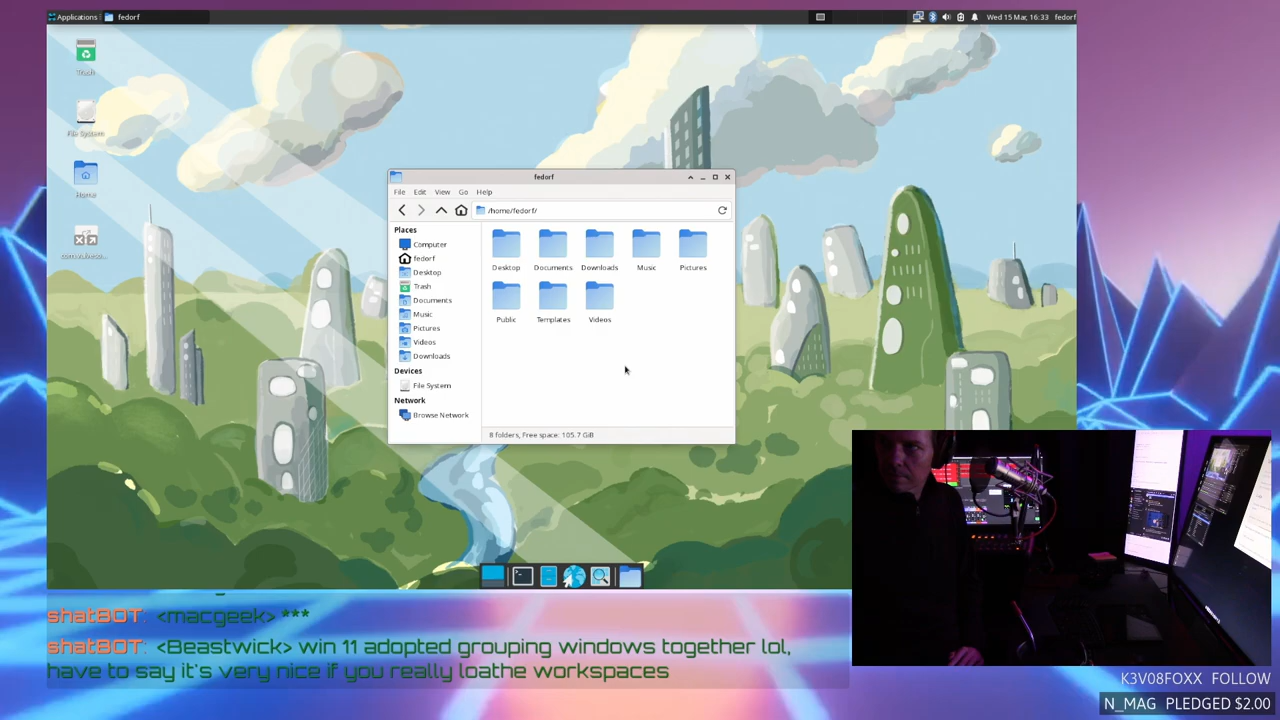 Applications
fedorf
Wed 15 Mar, 16:33
fedorf
Trash
File System
Home
com.valveso...
fedorf
File Edit View Go Help
/home/fedorf/
Places
Computer
fedorf
Desktop
Trash
Documents
Music
Pictures
Videos
Downloads
Devices
File System
Network
Browse Network
Desktop Documents Downloads Music Pictures
Public Templates Videos
8 folders, Free space: 105.7 GiB
shatBOT: <macgeek> ***
shatBOT: <Beastwick> win 11 adopted grouping windows together lol,
have to say it's very nice if you really loathe workspaces
K3V08FOXX FOLLOW
N_MAG PLEDGED $2.00